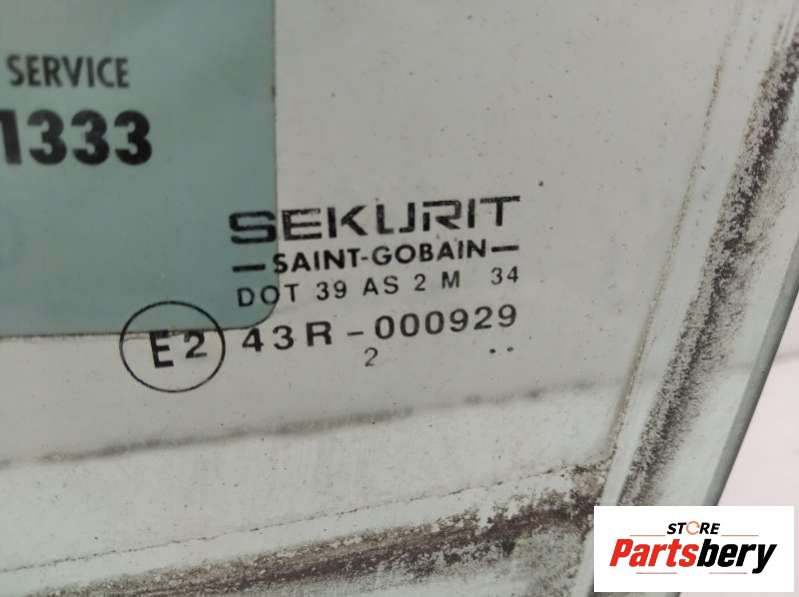 SERVICE
1333
SEKURIT
—SAINT-GOBAIN—
DOT 39 AS 2 M 34
E2 43R-000929
2 ..
STORE
Partsbery